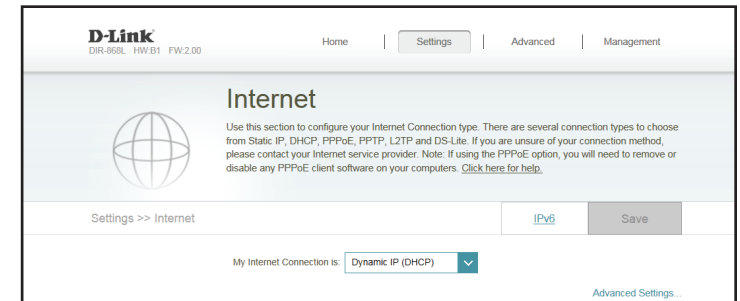 D-Link
DIR-868L HW:B1 FW:2.00
Home
Settings
Advanced
Management
Internet
Use this section to configure your Internet Connection type. There are several connection types to choose
from Static IP, DHCP, PPPoE, PPTP, L2TP and DS-Lite. If you are unsure of your connection method,
please contact your Internet service provider. Note: If using the PPPoE option, you will need to remove or
disable any PPPoE client software on your computers. Click here for help.
Settings >> Internet
IPv6
Save
My Internet Connection is: Dynamic IP (DHCP)
Advanced Settings...